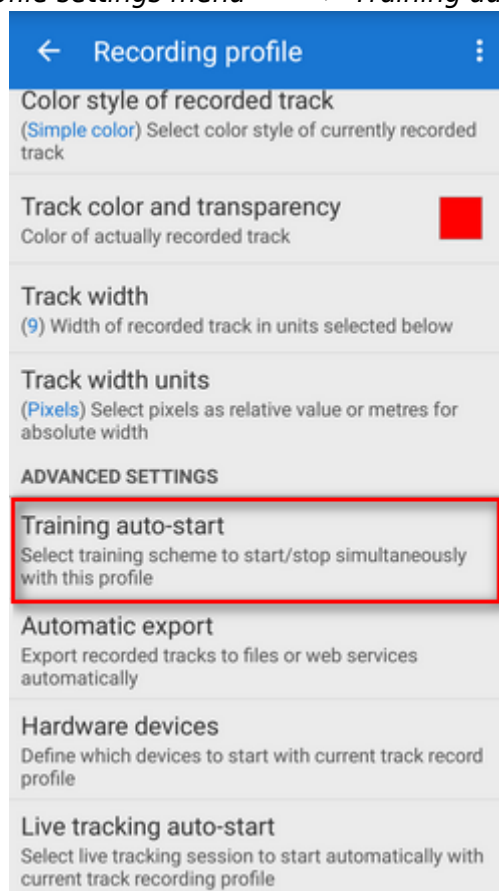 file settings menu
Training au
Recording profile
Color style of recorded track
(Simple color) Select color style of currently recorded
track
Track color and transparency
Color of actually recorded track
Track width
(9) Width of recorded track in units selected below
Track width units
(Pixels) Select pixels as relative value or metres for
absolute width
ADVANCED SETTINGS
Training auto-start
Select training scheme to start/stop simultaneously
with this profile
Automatic export
Export recorded tracks to files or web services
automatically
Hardware devices
Define which devices to start with current track record
profile
Live tracking auto-start
Select live tracking session to start automatically with
current track recording profile